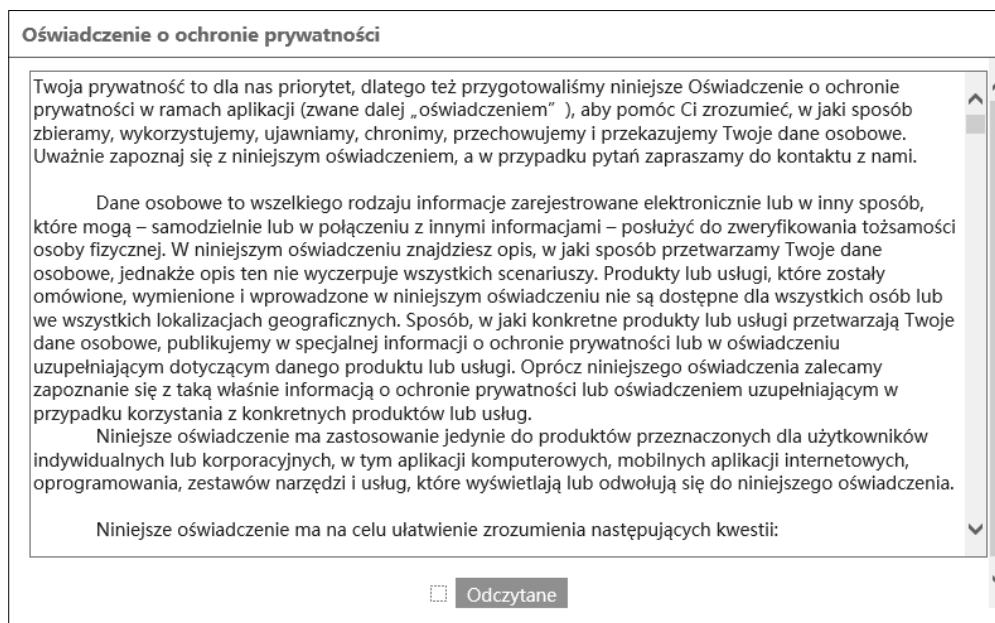 Oświadczenie o ochronie prywatności
Twoja prywatność to dla nas priorytet, dlatego też przygotowaliśmy niniejsze Oświadczenie o ochronie
prywatności w ramach aplikacji (zwane dalej „oświadczeniem” ), aby pomóc Ci zrozumieć, w jaki sposób
zbieramy, wykorzystujemy, ujawniamy, chronimy, przechowujemy i przekazujemy Twoje dane osobowe.
Uważnie zapoznaj się z niniejszym oświadczeniem, a w przypadku pytań zapraszamy do kontaktu z nami.
Dane osobowe to wszelkiego rodzaju informacje zarejestrowane elektronicznie lub w inny sposób,
które mogą – samodzielnie lub w połączeniu z innymi informacjami – posłużyć do zweryfikowania tożsamości
osoby fizycznej. W niniejszym oświadczeniu znajdziesz opis, w jaki sposób przetwarzamy Twoje dane
osobowe, jednakże opis ten nie wyczerpuje wszystkich scenariuszy. Produkty lub usługi, które zostały
omówione, wymienione i wprowadzone w niniejszym oświadczeniu nie są dostępne dla wszystkich osób lub
we wszystkich lokalizacjach geograficznych. Sposób, w jaki konkretne produkty lub usługi przetwarzają Twoje
dane osobowe, publikujemy w specjalnej informacji o ochronie prywatności lub w oświadczeniu
uzupełniającym dotyczącym danego produktu lub usługi. Oprócz niniejszego oświadczenia zalecamy
zapoznanie się z taką właśnie informacją o ochronie prywatności lub oświadczeniem uzupełniającym w
przypadku korzystania z konkretnych produktów lub usług.
Niniejsze oświadczenie ma zastosowanie jedynie do produktów przeznaczonych dla użytkowników
indywidualnych lub korporacyjnych, w tym aplikacji komputerowych, mobilnych aplikacji internetowych,
oprogramowania, zestawów narzędzi i usług, które wyświetlają lub odwołują się do niniejszego oświadczenia.
Niniejsze oświadczenie ma na celu ułatwienie zrozumienia następujących kwestii:
Odczytane